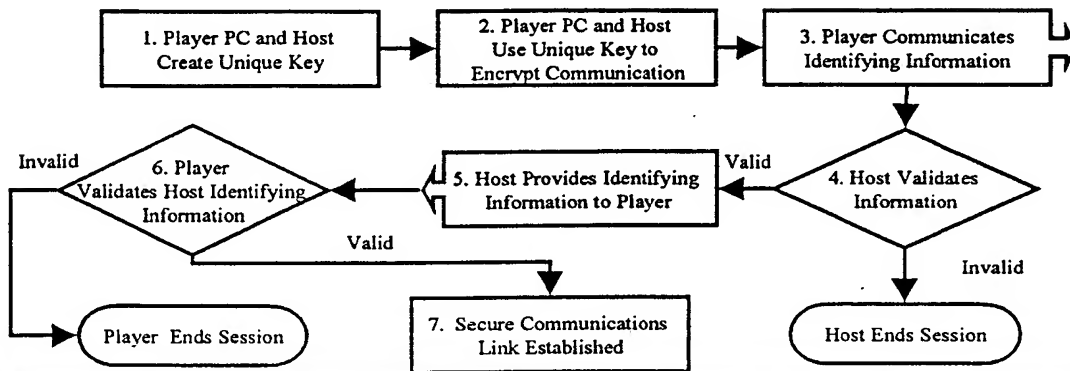 1. Player PC and Host
Create Unique Key
2. Player PC and Host
Use Unique Key to
Encrypt Communication
3. Player Communicates
Identifying Information
4. Host Validates
Information
Valid
Invalid
Host Ends Session
5. Host Provides Identifying
Information to Player
6. Player
Validates Host Identifying
Information
Invalid
Valid
Player Ends Session
7. Secure Communications
Link Established